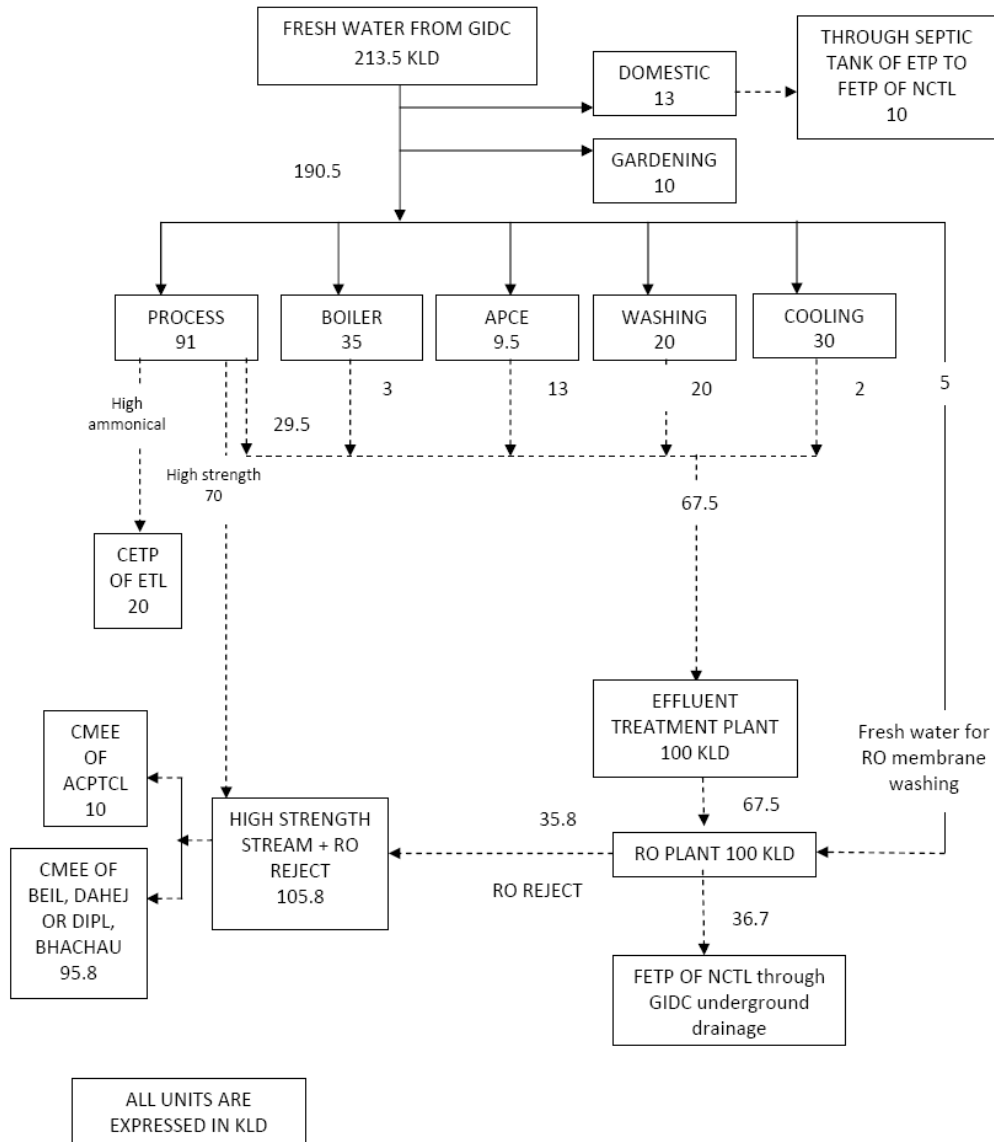 FRESH WATER FROM GIDC
213.5 KLD
DOMESTIC
13
THROUGH SEPTIC
TANK OF ETP TO
FETP OF NCTL
10
GARDENING
10
190.5
PROCESS
91
BOILER
35
APCE
9.5
WASHING
20
COOLING
30
High
ammonical
29.5
3
13
20
2
5
High strength
70
67.5
CETP
OF ETL
20
EFFLUENT
TREATMENT PLANT
100 KLD
Fresh water for
RO membrane
washing
CMEE
OF
ACPTCL
10
67.5
HIGH STRENGTH
STREAM + RO
REJECT
105.8
35.8
RO REJECT
RO PLANT 100 KLD
CMEE OF
BEIL, DAHEJ
OR DIPL,
BHACHAU
95.8
36.7
FETP OF NCTL through
GIDC underground
drainage
ALL UNITS ARE
EXPRESSED IN KLD